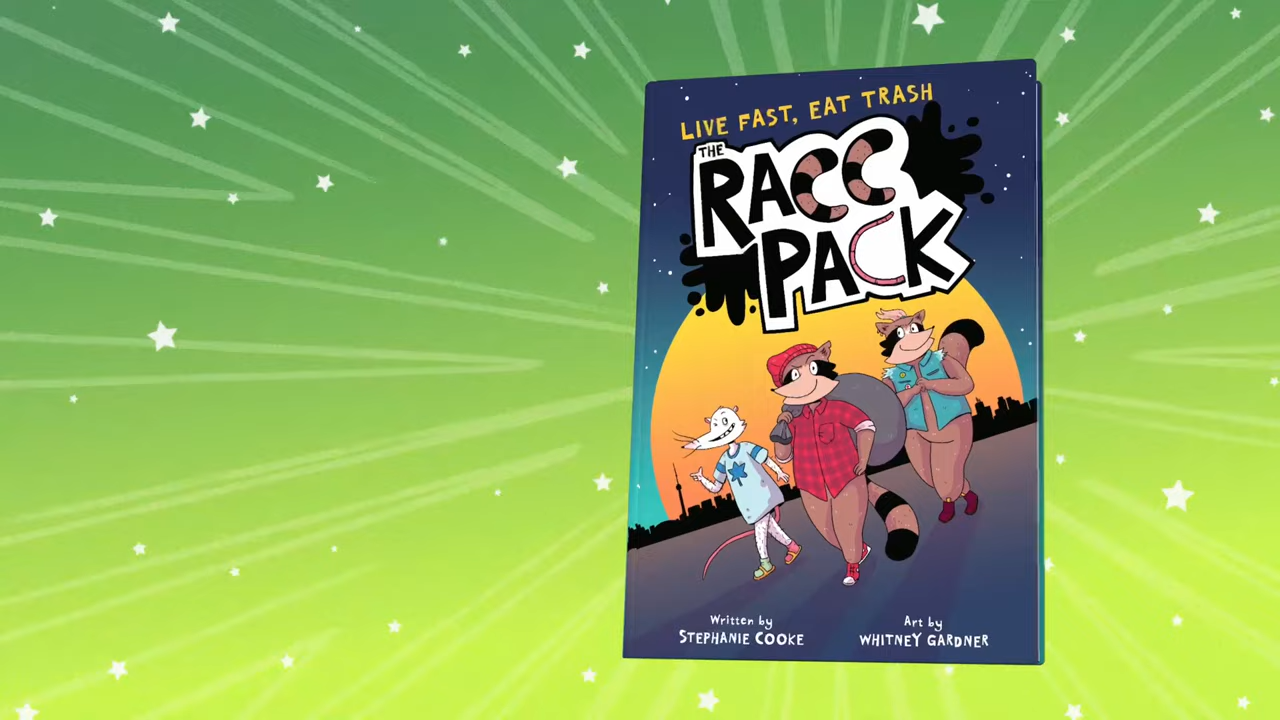 LIVE FAST, EAT TRASH
THE
RACC
PACK
Written by
STEPHANIE COOKE
Art by
WHITNEY GARDNER